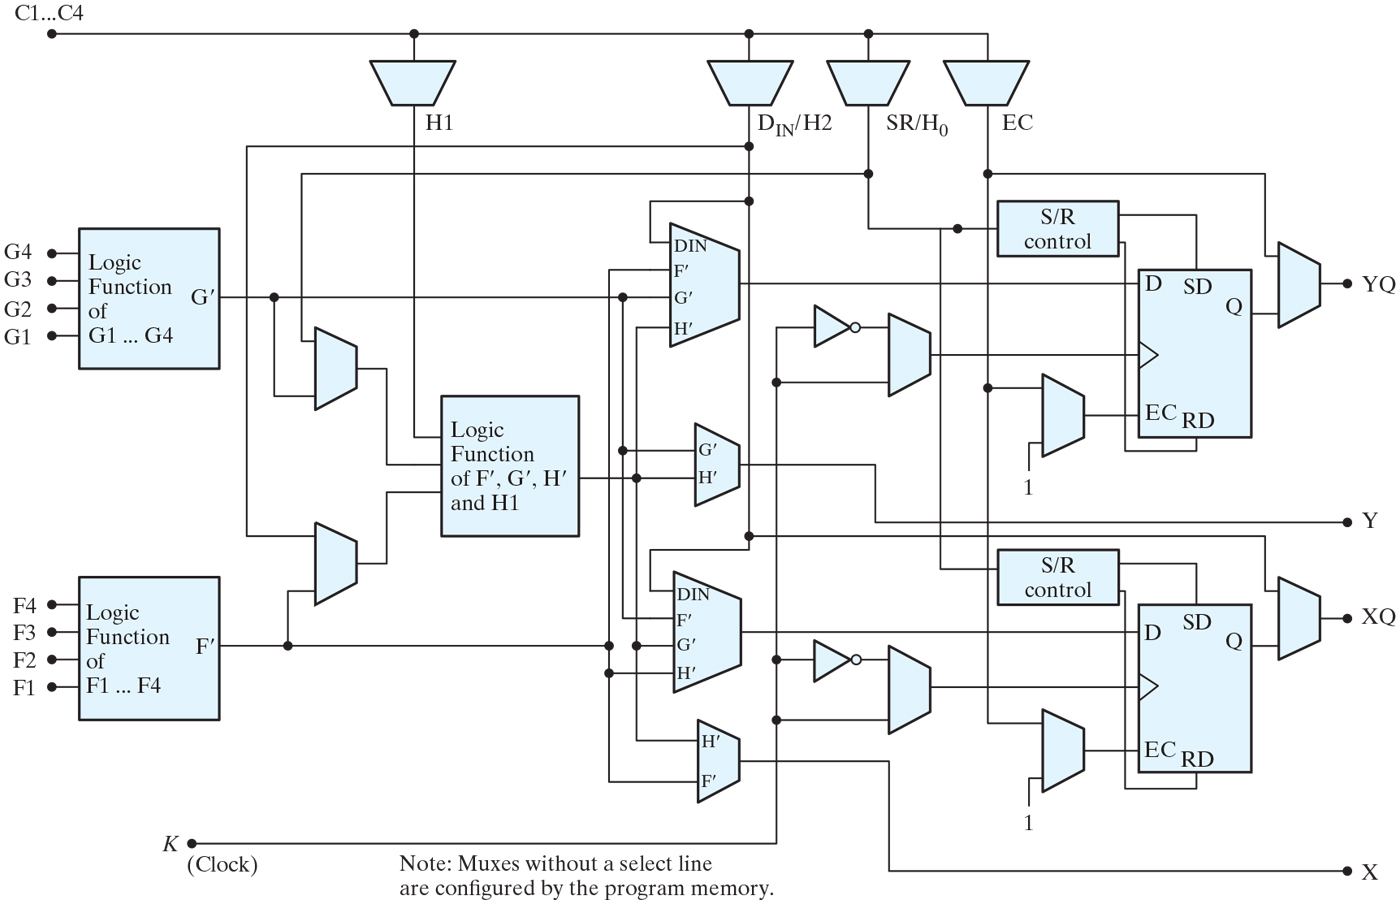 C1...C4
H1
D_IN/H2
SR/H_0
EC
G4
G3
G2
G1
Logic
Function
of
G1 ... G4
G′
DIN
F′
G′
H′
S/R
control
D
SD
Q
EC
RD
YQ
1
Logic
Function
of F′, G′, H′
and H1
G′
H′
Y
F4
F3
F2
F1
Logic
Function
of
F1 ... F4
F′
DIN
F′
G′
H′
S/R
control
D
SD
Q
EC
RD
XQ
1
H′
F′
K
(Clock)
Note: Muxes without a select line
are configured by the program memory.
X